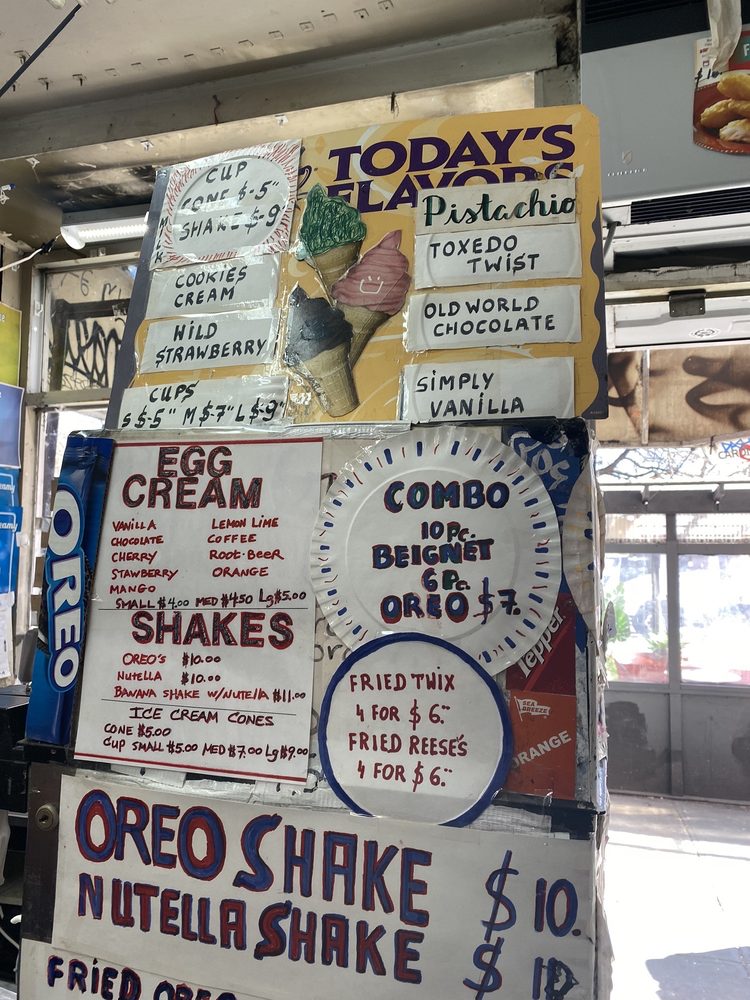 TODAY'S
FLAVORS
CUP
CONE $-5"
SHAKE $-9"
COOKIES
CREAM
WILD
STRAWBERRY
CUPS
S $-5" M $-7" L $-9
Pistachio
TOXEDO
TWIST
OLD WORLD
CHOCOLATE
SIMPLY
VANILLA
OREO
EGG
CREAM
VANILLA LEMON LIME
CHOCOLATE COFFEE
CHERRY ROOT-BEER
STAWBERRY ORANGE
MANGO
SMALL $4.00 MED $4.50 Lg $5.00
SHAKES
OREO'S $10.00
NUTELLA $10.00
BANANA SHAKE W/NUTELLA $11.00
ICE CREAM CONES
CONE $5.00
CUP SMALL $5.00 MED $7.00 Lg $9.00
COMBO
10 Pc.
BEIGNET
6 Pc.
OREO $7.
FRIED TWIX
4 FOR $6.
FRIED REESE'S
4 FOR $6.
Pepper
SEA
BREEZE
ORANGE
OREO SHAKE $10.
NUTELLA SHAKE $
FRIED OREO